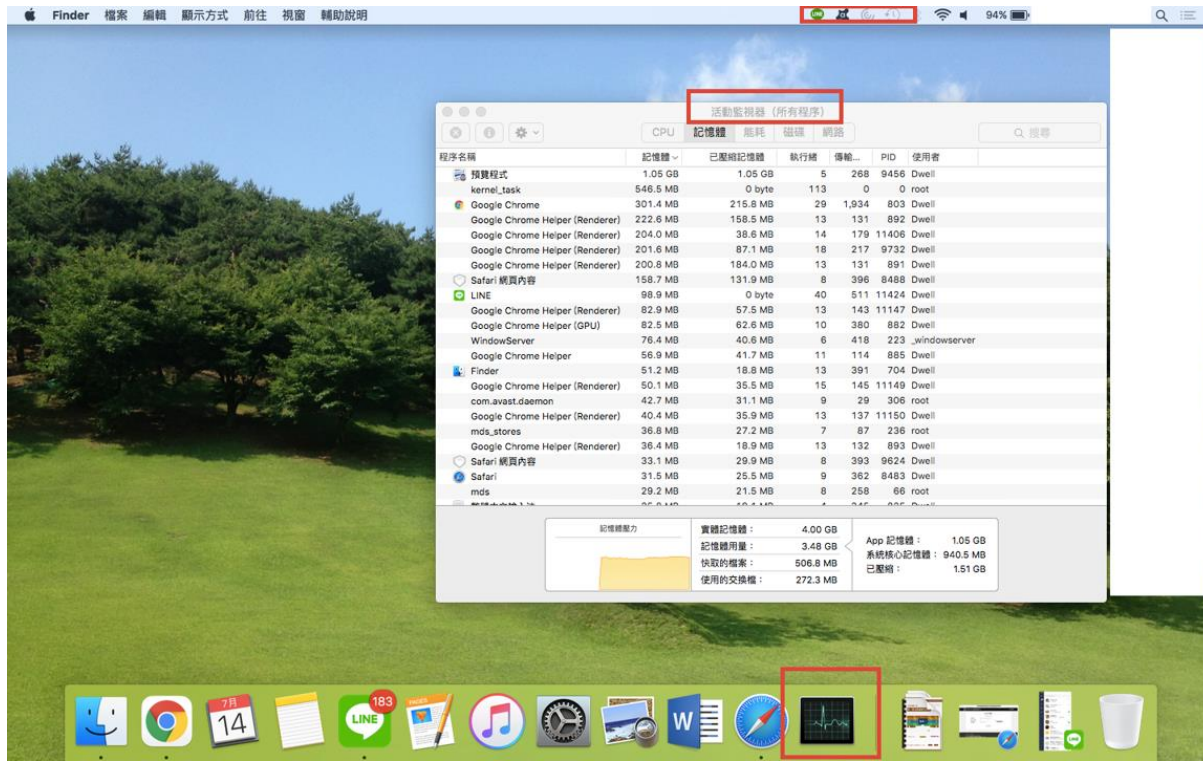 Finder 檔案 編輯 顯示方式 前往 視窗 輔助說明 94%
活動監視器（所有程序）
CPU 記憶體 能耗 磁碟 網路 搜尋
程序名稱 記憶體 已壓縮記憶體 執行緒 傳輸... PID 使用者
預覽程式 1.05 GB 1.05 GB 5 268 9456 Dwell
kernel_task 546.5 MB 0 byte 113 0 0 root
Google Chrome 301.4 MB 215.8 MB 29 1,934 803 Dwell
Google Chrome Helper (Renderer) 222.6 MB 158.5 MB 13 131 892 Dwell
Google Chrome Helper (Renderer) 204.0 MB 38.6 MB 14 179 11406 Dwell
Google Chrome Helper (Renderer) 201.6 MB 87.1 MB 18 217 9732 Dwell
Google Chrome Helper (Renderer) 200.8 MB 184.0 MB 13 131 891 Dwell
Safari 網頁內容 158.7 MB 131.9 MB 8 396 8488 Dwell
LINE 98.9 MB 0 byte 40 511 11424 Dwell
Google Chrome Helper (Renderer) 82.9 MB 57.5 MB 13 143 11147 Dwell
Google Chrome Helper (GPU) 82.5 MB 62.6 MB 10 380 882 Dwell
WindowServer 76.4 MB 40.6 MB 6 418 223 _windowserver
Google Chrome Helper 56.9 MB 41.7 MB 11 114 885 Dwell
Finder 51.2 MB 18.8 MB 13 391 704 Dwell
Google Chrome Helper (Renderer) 50.1 MB 35.5 MB 15 145 11149 Dwell
com.avast.daemon 42.7 MB 31.1 MB 9 29 306 root
Google Chrome Helper (Renderer) 40.4 MB 35.9 MB 13 137 11150 Dwell
mds_stores 36.8 MB 27.2 MB 7 87 236 root
Google Chrome Helper (Renderer) 36.4 MB 18.9 MB 13 132 893 Dwell
Safari 網頁內容 33.1 MB 29.9 MB 8 393 9624 Dwell
Safari 31.5 MB 25.5 MB 9 362 8483 Dwell
mds 29.2 MB 21.5 MB 8 258 66 root
記憶體壓力
實體記憶體： 4.00 GB
記憶體用量： 3.48 GB
快取的檔案： 506.8 MB
使用的交換檔： 272.3 MB
App 記憶體： 1.05 GB
系統核心記憶體： 940.5 MB
已壓縮： 1.51 GB
7月
14
183
LINE
W